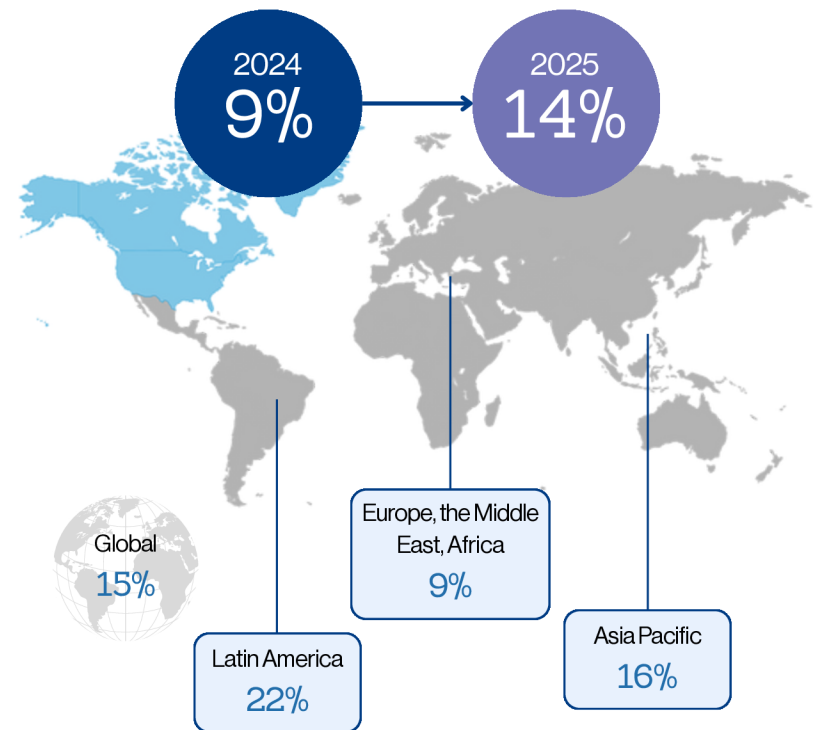 2024
9%
2025
14%
Europe, the Middle
East, Africa
9%
Global
15%
Asia Pacific
16%
Latin America
22%